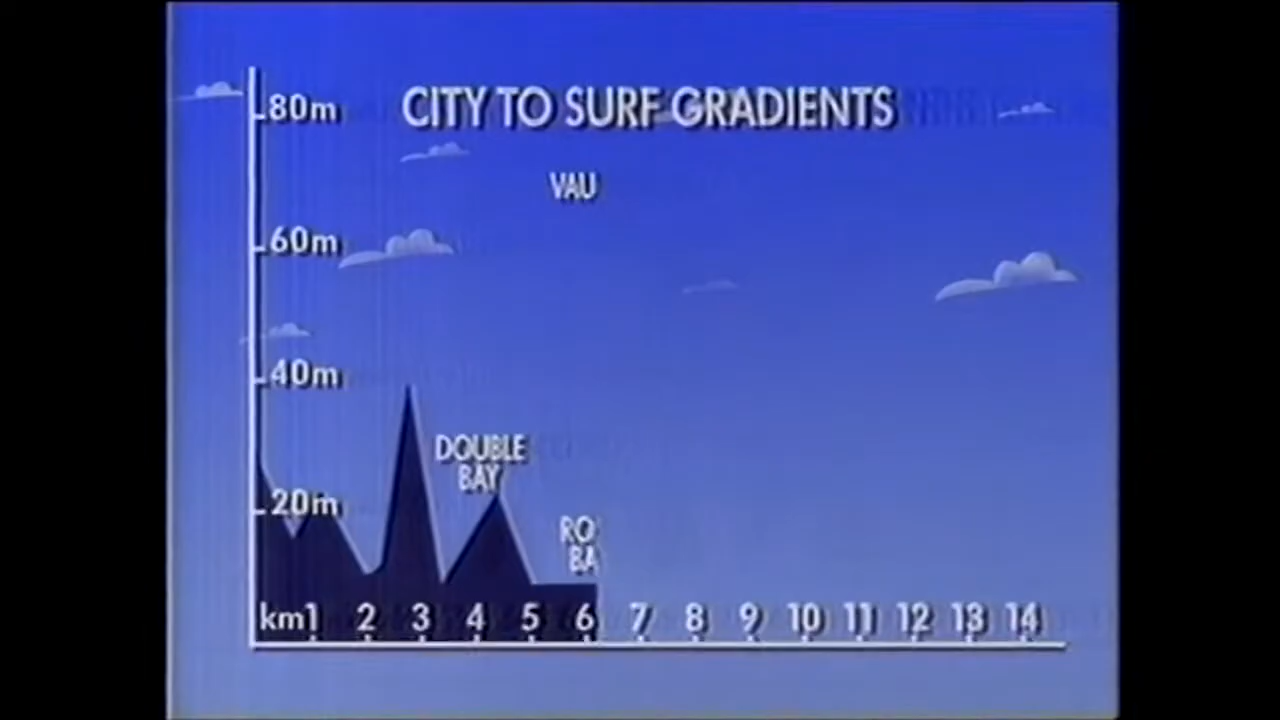 CITY TO SURF GRADIENTS
80m
VAU
60m
40m
DOUBLE
BAY
20m
RO
BA
km1 2 3 4 5 6 7 8 9 10 11 12 13 14